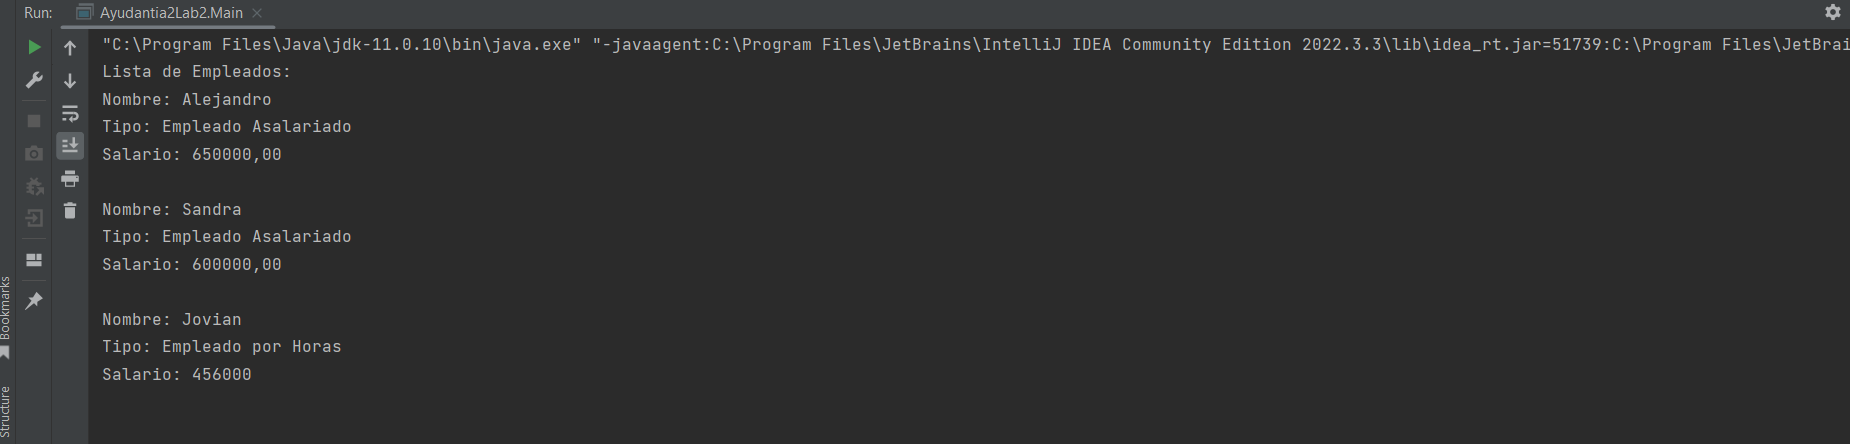 Run: Ayudantia2Lab2.Main
"C:\Program Files\Java\jdk-11.0.10\bin\java.exe" "-javaagent:C:\Program Files\JetBrains\IntelliJ IDEA Community Edition 2022.3.3\lib\idea_rt.jar=51739:C:\Program Files\JetBrai
Lista de Empleados:
Nombre: Alejandro
Tipo: Empleado Asalariado
Salario: 650000,00
Nombre: Sandra
Tipo: Empleado Asalariado
Salario: 600000,00
Nombre: Jovian
Tipo: Empleado por Horas
Salario: 456000
Bookmarks
Structure